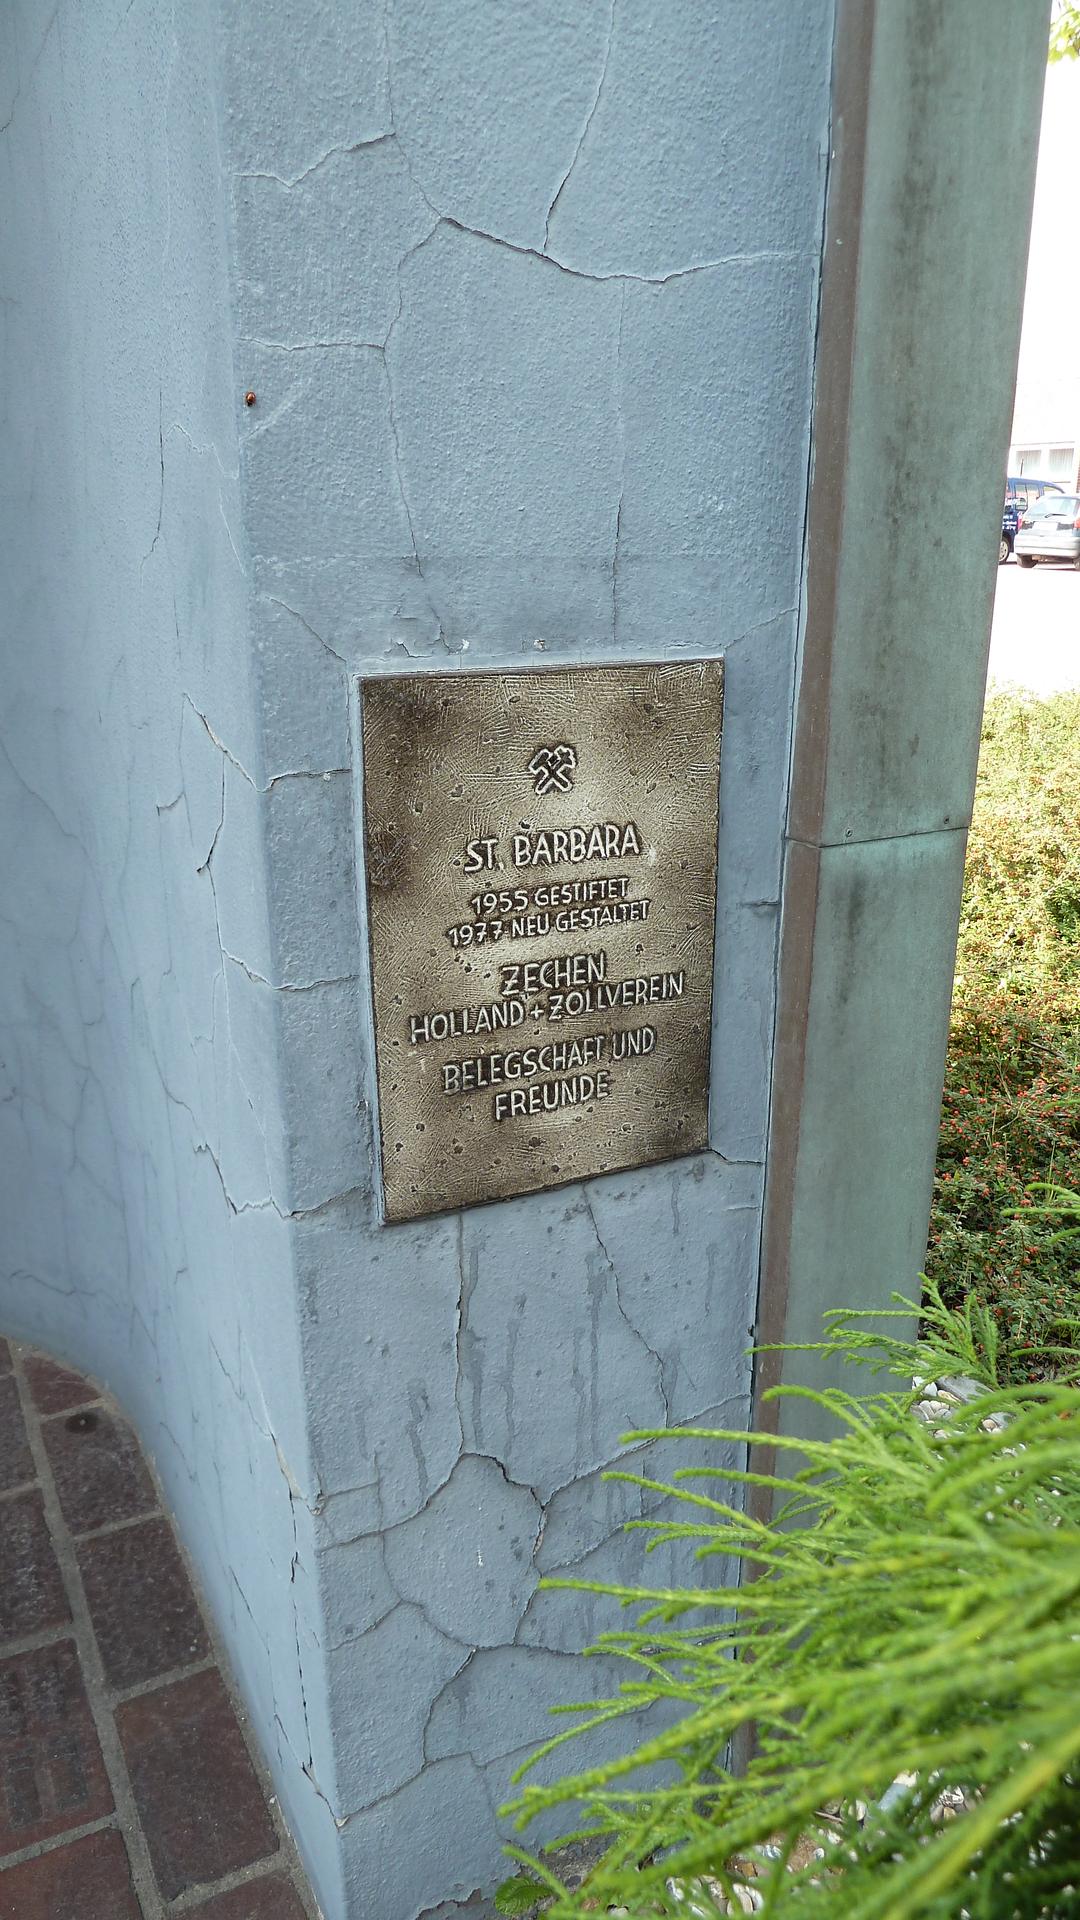 ST. BARBARA
1955 GESTIFTET
1977 NEU GESTALTET
ZECHEN
HOLLAND + ZOLLVEREIN
BELEGSCHAFT UND
FREUNDE